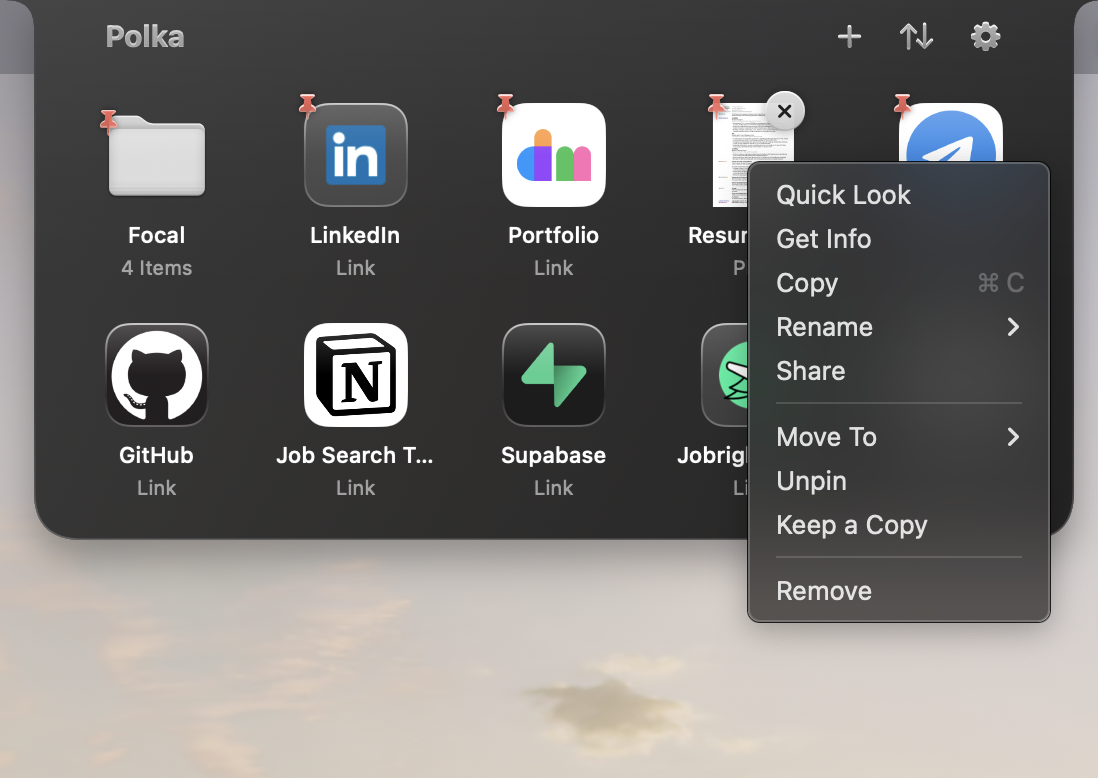 Polka
Focal
4 Items
LinkedIn
Link
Portfolio
Link
GitHub
Link
Job Search T...
Link
Supabase
Link
Quick Look
Get Info
Copy ⌘ C
Rename
Share
Move To
Unpin
Keep a Copy
Remove